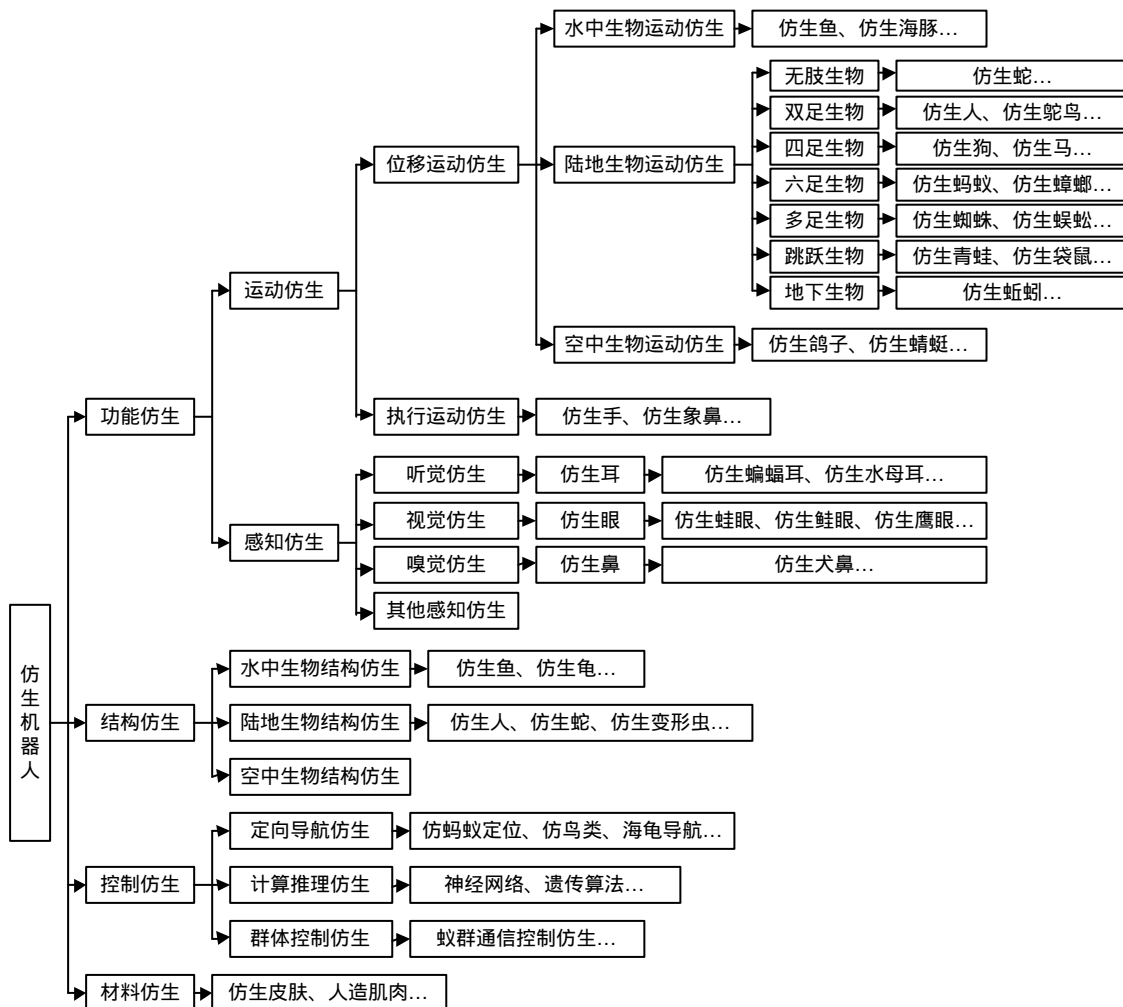 水中生物运动仿生
仿生鱼、仿生海豚…
无肢生物
仿生蛇…
双足生物
仿生人、仿生鸵鸟…
位移运动仿生
陆地生物运动仿生
四足生物
仿生狗、仿生马…
六足生物
仿生蚂蚁、仿生蟑螂…
多足生物
仿生蜘蛛、仿生蜈蚣…
跳跃生物
仿生青蛙、仿生袋鼠…
运动仿生
地下生物
仿生蚯蚓…
空中生物运动仿生
仿生鸽子、仿生蜻蜓…
功能仿生
执行运动仿生
仿生手、仿生象鼻…
听觉仿生
仿生耳
仿生蝙蝠耳、仿生水母耳…
视觉仿生
仿生眼
仿生蛙眼、仿生鲑眼、仿生鹰眼…
感知仿生
嗅觉仿生
仿生鼻
仿生犬鼻…
其他感知仿生
仿生机器人
水中生物结构仿生
仿生鱼、仿生龟…
结构仿生
陆地生物结构仿生
仿生人、仿生蛇、仿生变形虫…
空中生物结构仿生
定向导航仿生
仿蚂蚁定位、仿鸟类、海龟导航…
控制仿生
计算推理仿生
神经网络、遗传算法…
群体控制仿生
蚁群通信控制仿生…
材料仿生
仿生皮肤、人造肌肉…